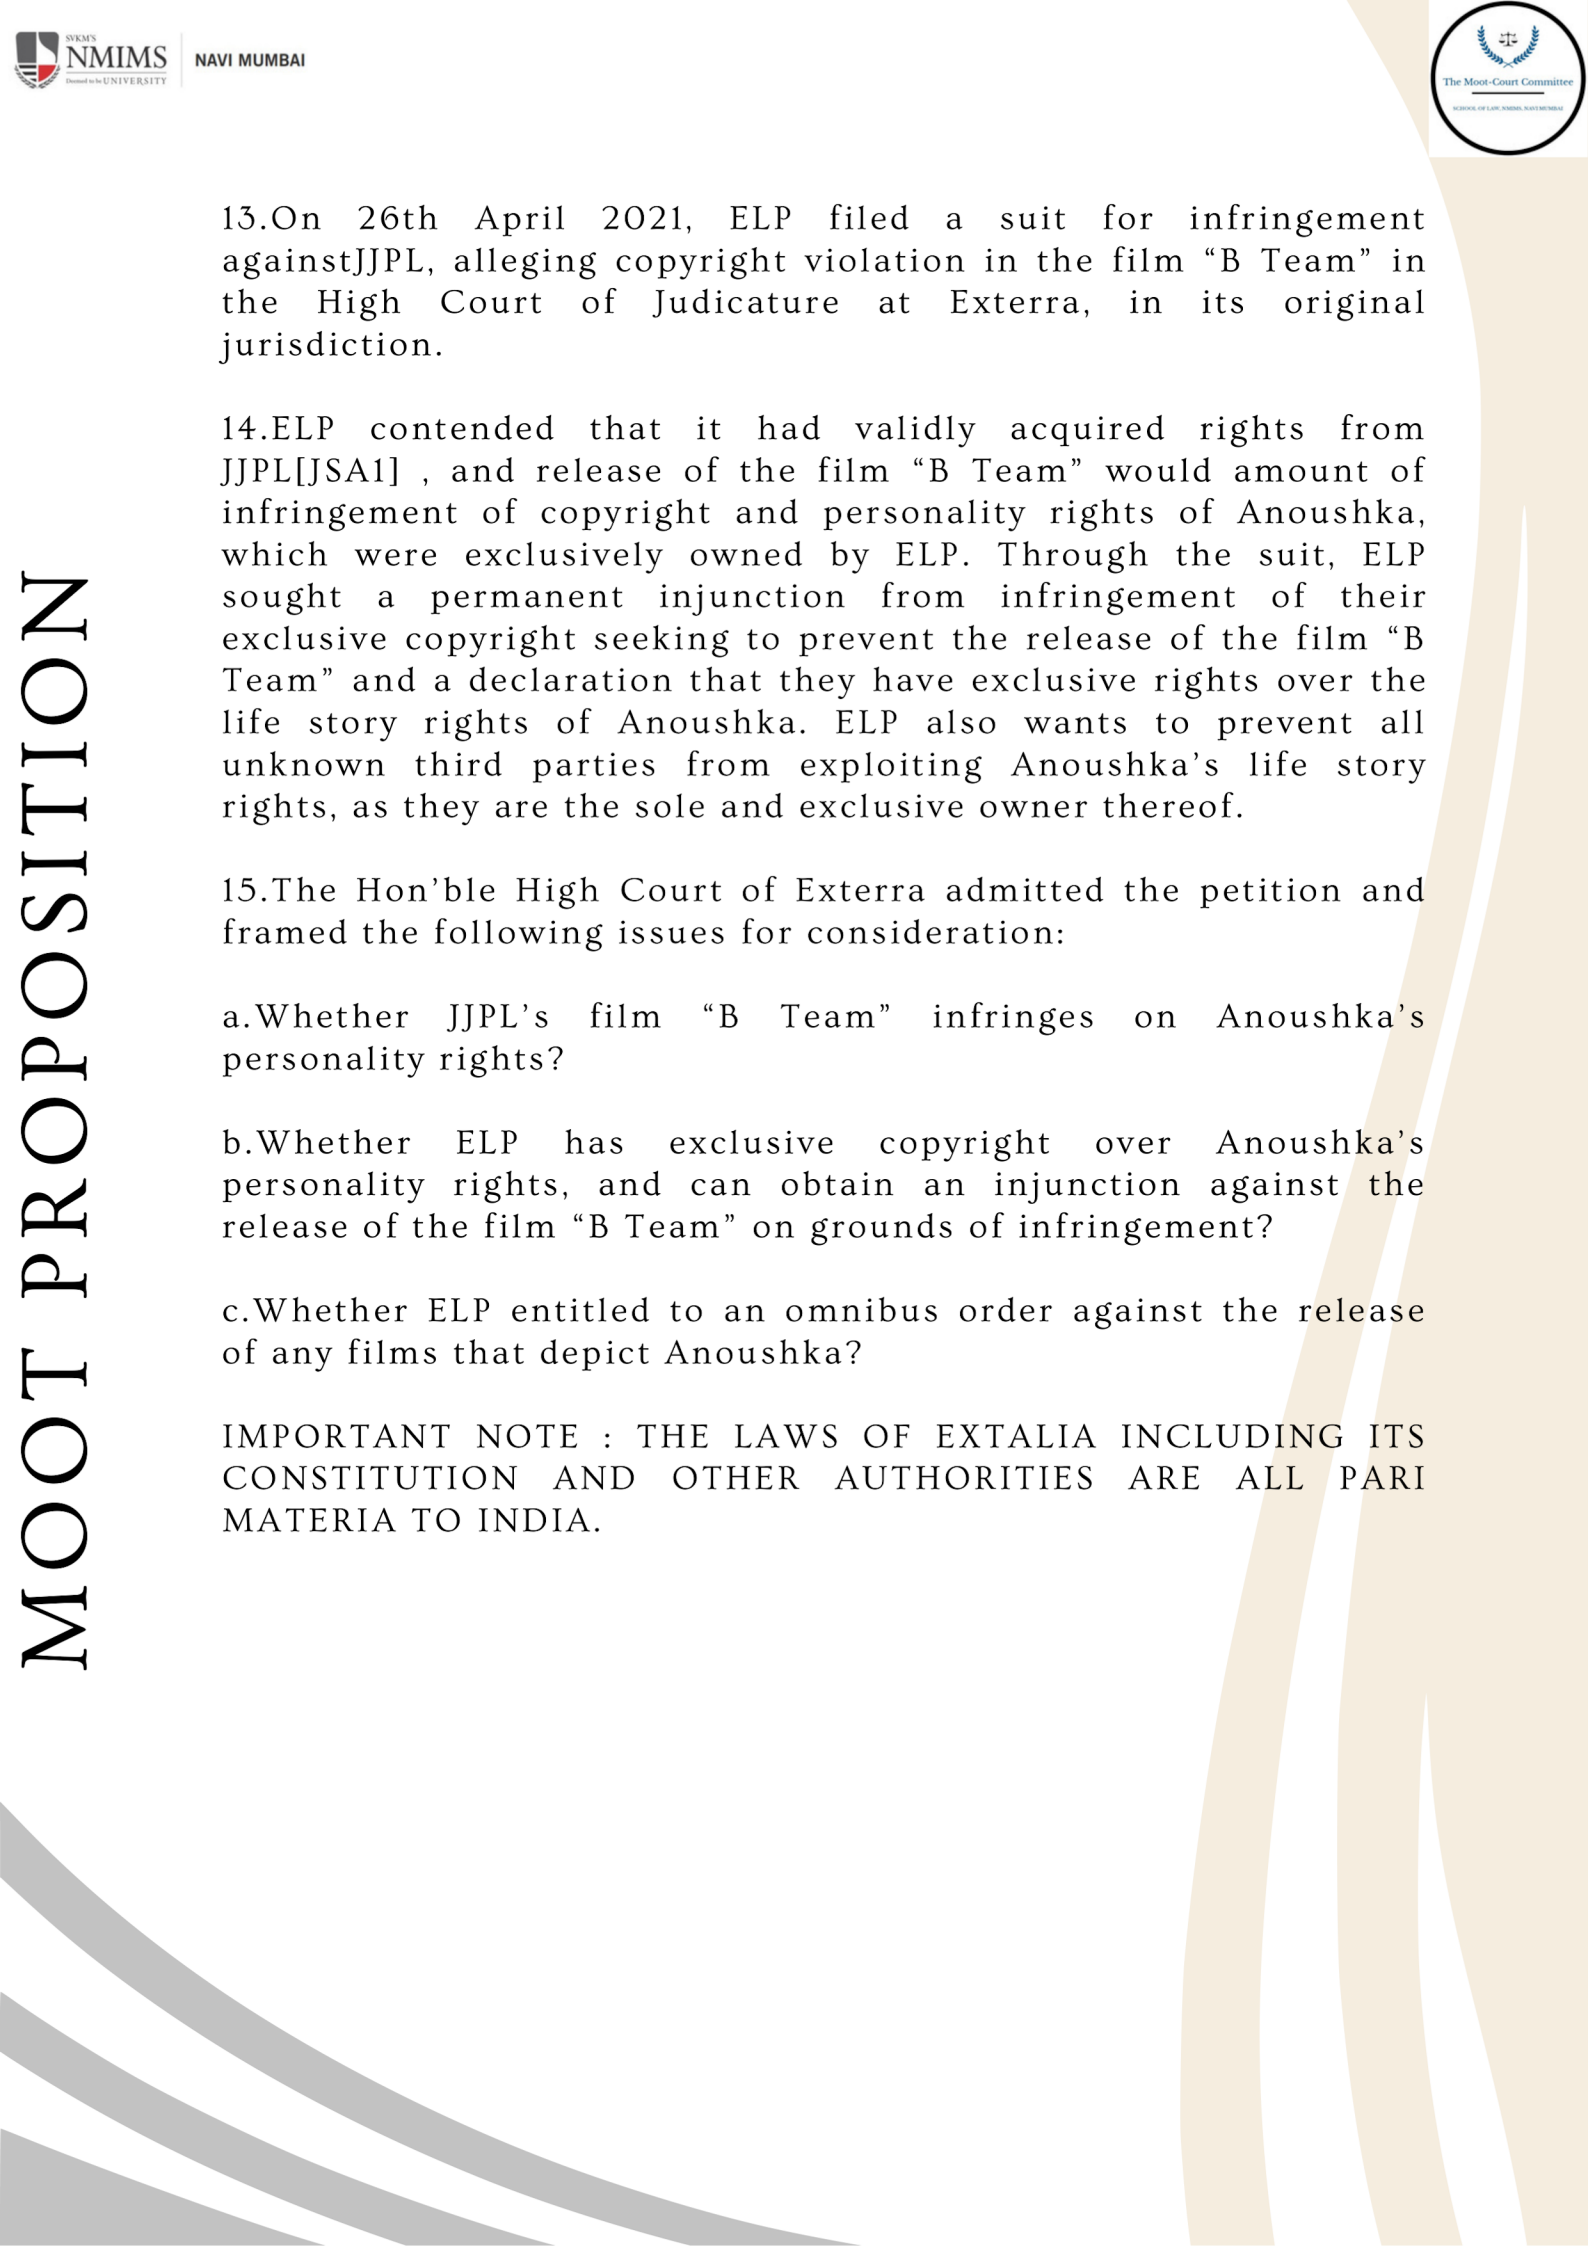 SVKM'S
NMIMS
Deemed to be UNIVERSITY
NAVI MUMBAI
The Moot-Court Committee
SCHOOL OF LAW, NMIMS, NAVI MUMBAI
MOOT PROPOSITION
13.On 26th April 2021, ELP filed a suit for infringement
againstJJPL, alleging copyright violation in the film “B Team” in
the High Court of Judicature at Exterra, in its original
jurisdiction.
14.ELP contended that it had validly acquired rights from
JJPL[JSA1] , and release of the film “B Team” would amount of
infringement of copyright and personality rights of Anoushka,
which were exclusively owned by ELP. Through the suit, ELP
sought a permanent injunction from infringement of their
exclusive copyright seeking to prevent the release of the film “B
Team” and a declaration that they have exclusive rights over the
life story rights of Anoushka. ELP also wants to prevent all
unknown third parties from exploiting Anoushka’s life story
rights, as they are the sole and exclusive owner thereof.
15.The Hon’ble High Court of Exterra admitted the petition and
framed the following issues for consideration:
a.Whether JJPL’s film “B Team” infringes on Anoushka’s
personality rights?
b.Whether ELP has exclusive copyright over Anoushka’s
personality rights, and can obtain an injunction against the
release of the film “B Team” on grounds of infringement?
c.Whether ELP entitled to an omnibus order against the release
of any films that depict Anoushka?
IMPORTANT NOTE : THE LAWS OF EXTALIA INCLUDING ITS
CONSTITUTION AND OTHER AUTHORITIES ARE ALL PARI
MATERIA TO INDIA.